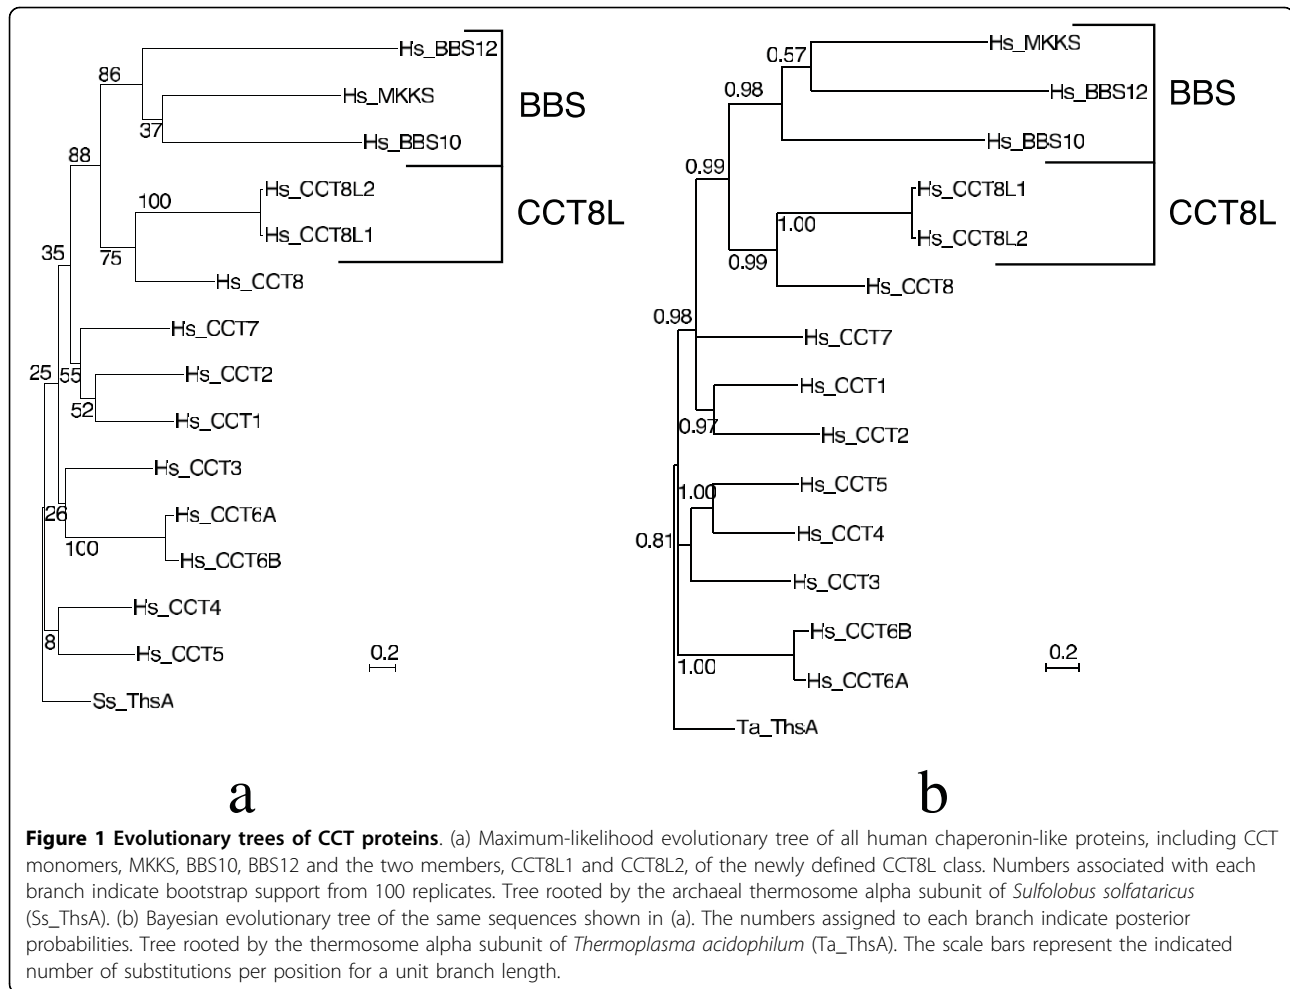 Hs_BBS12
86
Hs_MKKS
37
Hs_BBS10
BBS
88
Hs_CCT8L2
100
Hs_CCT8L1
CCT8L
75
35
Hs_CCT8
Hs_CCT7
25
55
Hs_CCT2
52
Hs_CCT1
Hs_CCT3
26
Hs_CCT6A
100
Hs_CCT6B
Hs_CCT4
8
Hs_CCT5
0.2
Ss_ThsA
a
Hs_MKKS
0.57
0.98
Hs_BBS12
BBS
Hs_BBS10
0.99
Hs_CCT8L1
1.00
CCT8L
Hs_CCT8L2
0.99
Hs_CCT8
0.98
Hs_CCT7
Hs_CCT1
0.97
Hs_CCT2
1.00
Hs_CCT5
0.81
Hs_CCT4
Hs_CCT3
Hs_CCT6B
1.00
0.2
Hs_CCT6A
Ta_ThsA
b
Figure 1 Evolutionary trees of CCT proteins. (a) Maximum-likelihood evolutionary tree of all human chaperonin-like proteins, including CCT
monomers, MKKS, BBS10, BBS12 and the two members, CCT8L1 and CCT8L2, of the newly defined CCT8L class. Numbers associated with each
branch indicate bootstrap support from 100 replicates. Tree rooted by the archaeal thermosome alpha subunit of Sulfolobus solfataricus
(Ss_ThsA). (b) Bayesian evolutionary tree of the same sequences shown in (a). The numbers assigned to each branch indicate posterior
probabilities. Tree rooted by the thermosome alpha subunit of Thermoplasma acidophilum (Ta_ThsA). The scale bars represent the indicated
number of substitutions per position for a unit branch length.